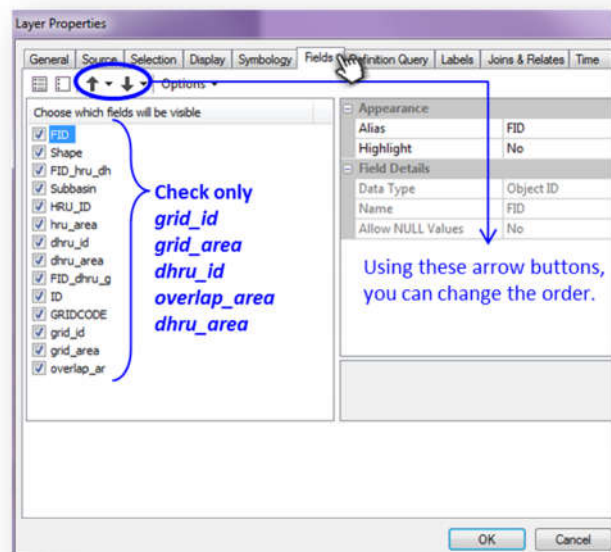 Layer Properties
General Source Selection Display Symbology Fields Definition Query Labels Joins & Relates Time
Options
Choose which fields will be visible
FID
Shape
FID_hru_dh
Subbasin
HRU_ID
hru_area
dhru_id
dhru_area
FID_dhru_g
ID
GRIDCODE
grid_id
grid_area
overlap_ar
Check only
grid_id
grid_area
dhru_id
overlap_area
dhru_area
Appearance
Alias FID
Highlight No
Field Details
Data Type Object ID
Name FID
Allow NULL Values No
Using these arrow buttons,
you can change the order.
OK Cancel